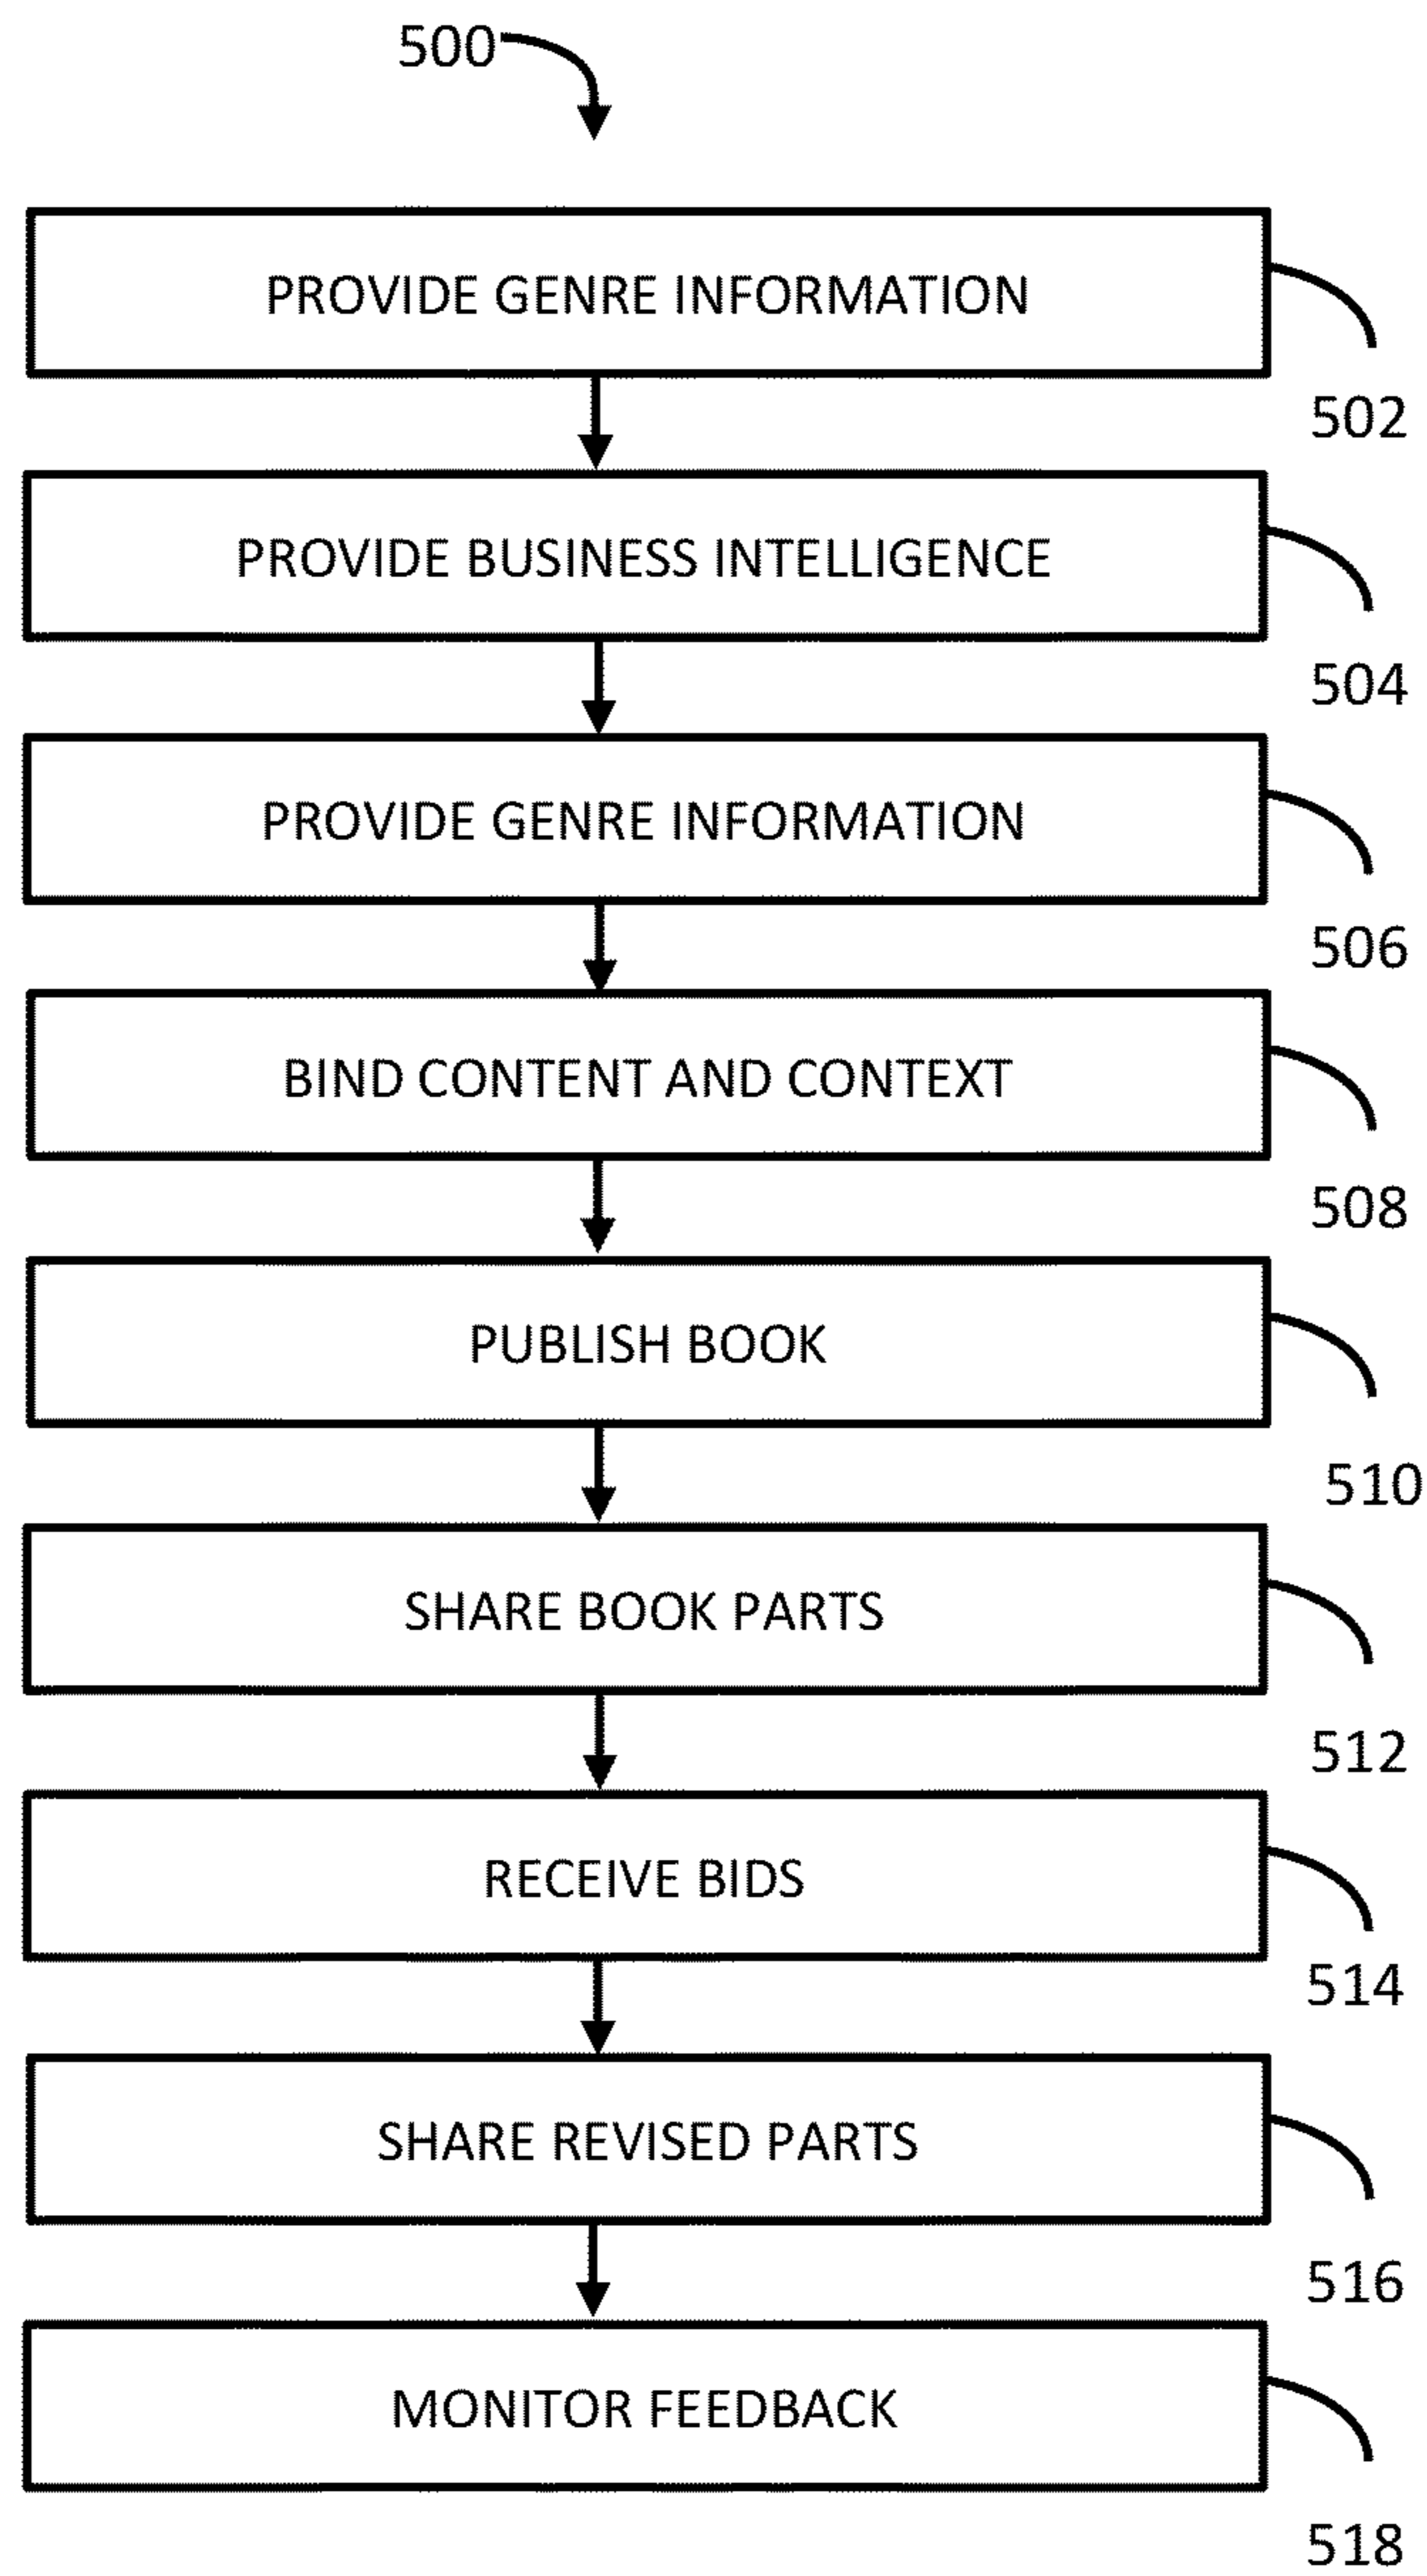 500
PROVIDE GENRE INFORMATION
502
PROVIDE BUSINESS INTELLIGENCE
504
PROVIDE GENRE INFORMATION
506
BIND CONTENT AND CONTEXT
508
PUBLISH BOOK
510
SHARE BOOK PARTS
512
RECEIVE BIDS
514
SHARE REVISED PARTS
516
MONITOR FEEDBACK
518